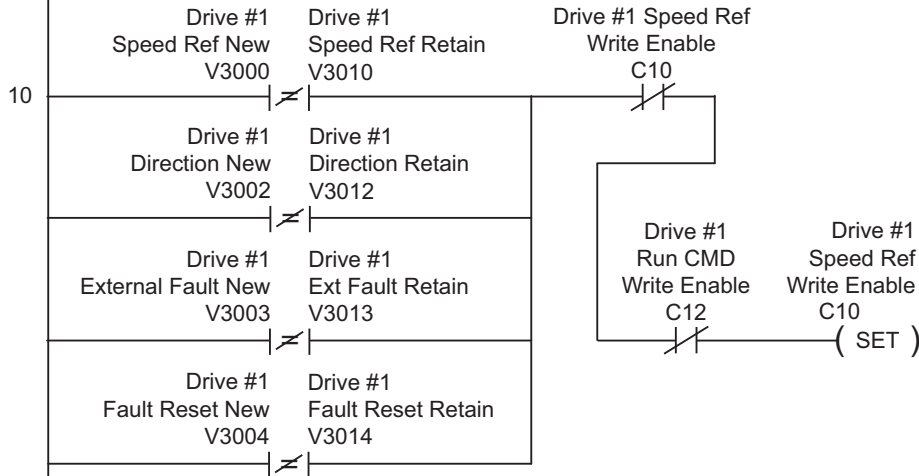 Drive #1 Drive #1
Speed Ref New Speed Ref Retain
V3000 V3010
Drive #1 Speed Ref
Write Enable
C10
10
Drive #1 Drive #1
Direction New Direction Retain
V3002 V3012
Drive #1 Drive #1
External Fault New Ext Fault Retain
V3003 V3013
Drive #1
Run CMD
Write Enable
C12
Drive #1
Speed Ref
Write Enable
C10
SET
Drive #1 Drive #1
Fault Reset New Fault Reset Retain
V3004 V3014